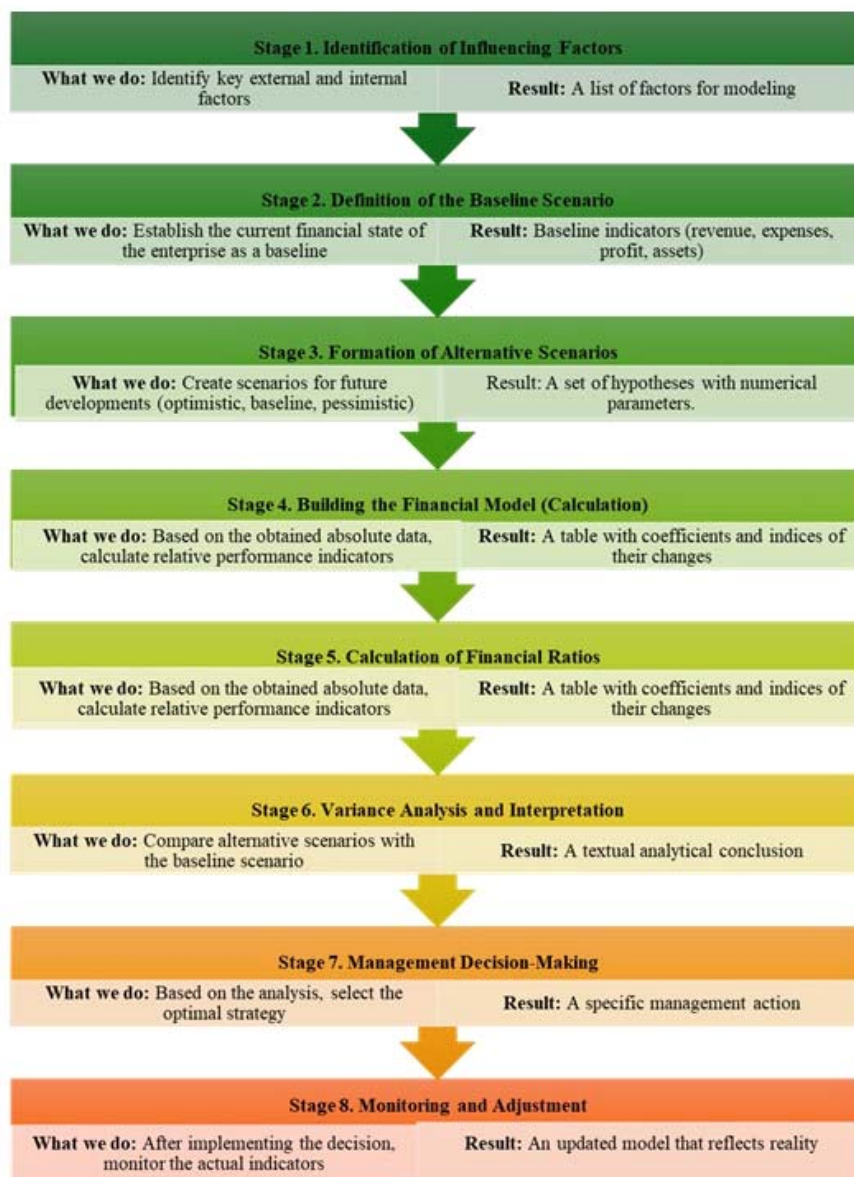 Stage 1. Identification of Influencing Factors
What we do: Identify key external and internal
factors
Result: A list of factors for modeling
Stage 2. Definition of the Baseline Scenario
What we do: Establish the current financial state of
the enterprise as a baseline
Result: Baseline indicators (revenue, expenses,
profit, assets)
Stage 3. Formation of Alternative Scenarios
What we do: Create scenarios for future
developments (optimistic, baseline, pessimistic)
Result: A set of hypotheses with numerical
parameters.
Stage 4. Building the Financial Model (Calculation)
What we do: Based on the obtained absolute data,
calculate relative performance indicators
Result: A table with coefficients and indices of
their changes
Stage 5. Calculation of Financial Ratios
What we do: Based on the obtained absolute data,
calculate relative performance indicators
Result: A table with coefficients and indices of
their changes
Stage 6. Variance Analysis and Interpretation
What we do: Compare alternative scenarios with
the baseline scenario
Result: A textual analytical conclusion
Stage 7. Management Decision-Making
What we do: Based on the analysis, select the
optimal strategy
Result: A specific management action
Stage 8. Monitoring and Adjustment
What we do: After implementing the decision,
monitor the actual indicators
Result: An updated model that reflects reality